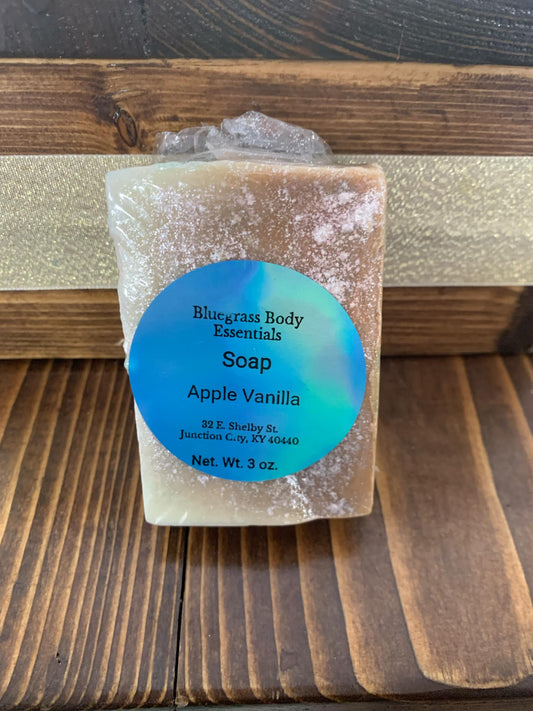 Bluegrass Body
Essentials
Soap
Apple Vanilla
32 E. Shelby St.
Junction City, KY 40440
Net. Wt. 3 oz.